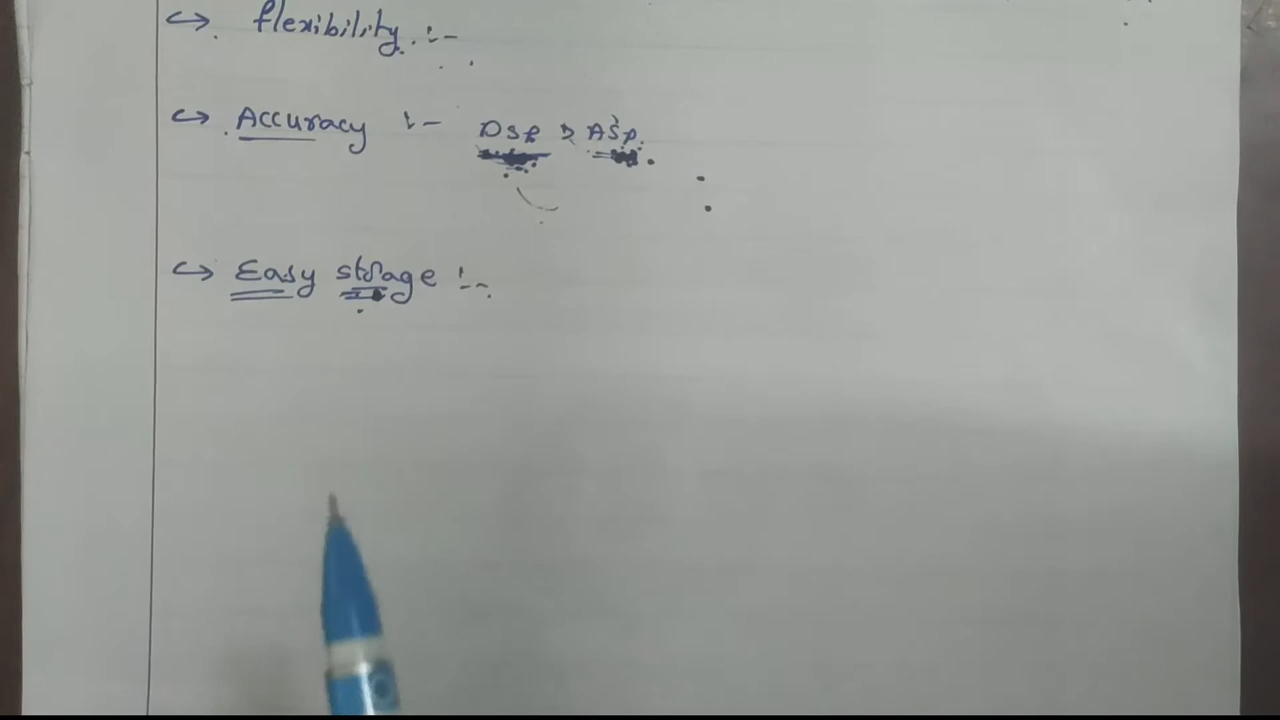 ↪ flexibility. :-
↪ Accuracy :- DSP > ASP.
↪ Easy storage :-